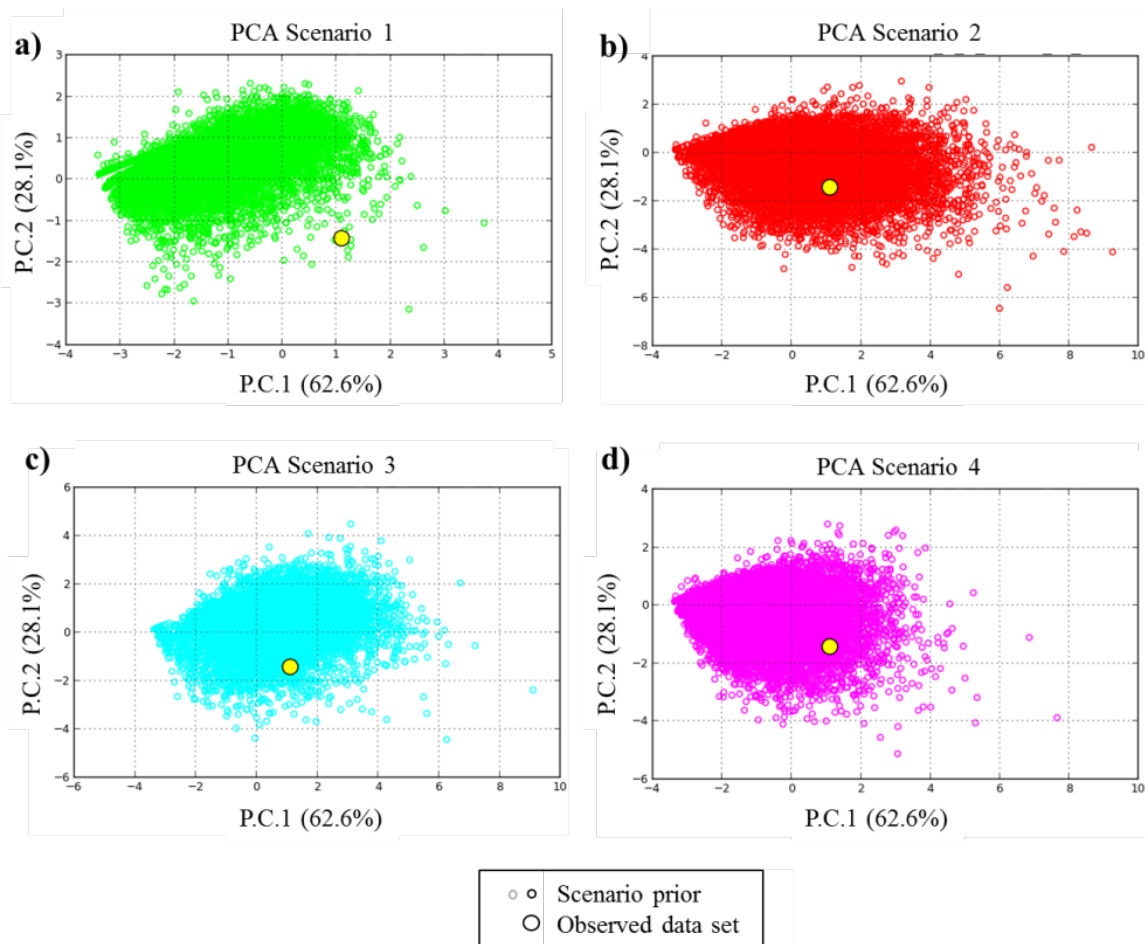 a)
PCA Scenario 1
3
2
1
0
−1
−2
−3
−4
P.C.2 (28.1%)
−4 −3 −2 −1 0 1 2 3 4 5
P.C.1 (62.6%)
b)
PCA Scenario 2
4
2
0
−2
−4
−6
−8
P.C.2 (28.1%)
−4 −2 0 2 4 6 8 10
P.C.1 (62.6%)
c)
PCA Scenario 3
6
4
2
0
−2
−4
−6
P.C.2 (28.1%)
−6 −4 −2 0 2 4 6 8 10
P.C.1 (62.6%)
d)
PCA Scenario 4
4
2
0
−2
−4
−6
P.C.2 (28.1%)
−4 −2 0 2 4 6 8 10
P.C.1 (62.6%)
Scenario prior
Observed data set